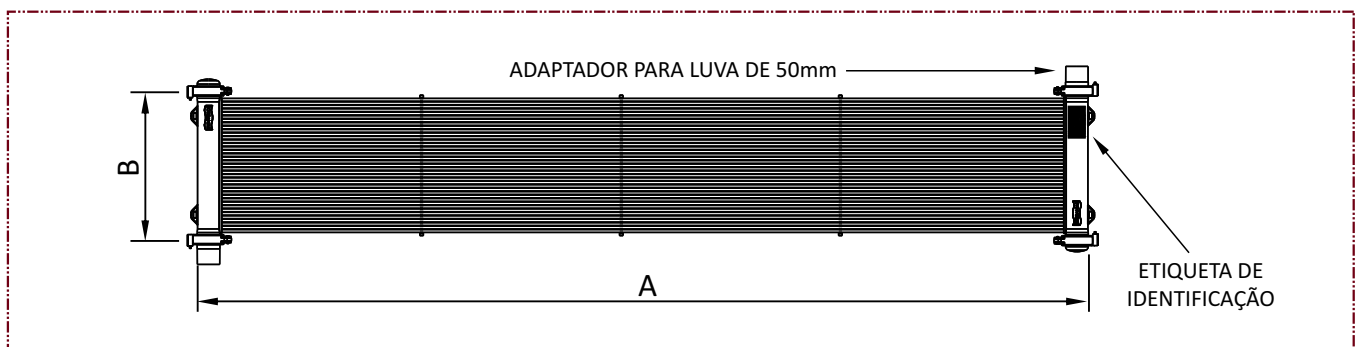 ADAPTADOR PARA LUVA DE 50mm
B
A
ETIQUETA DE
IDENTIFICAÇÃO